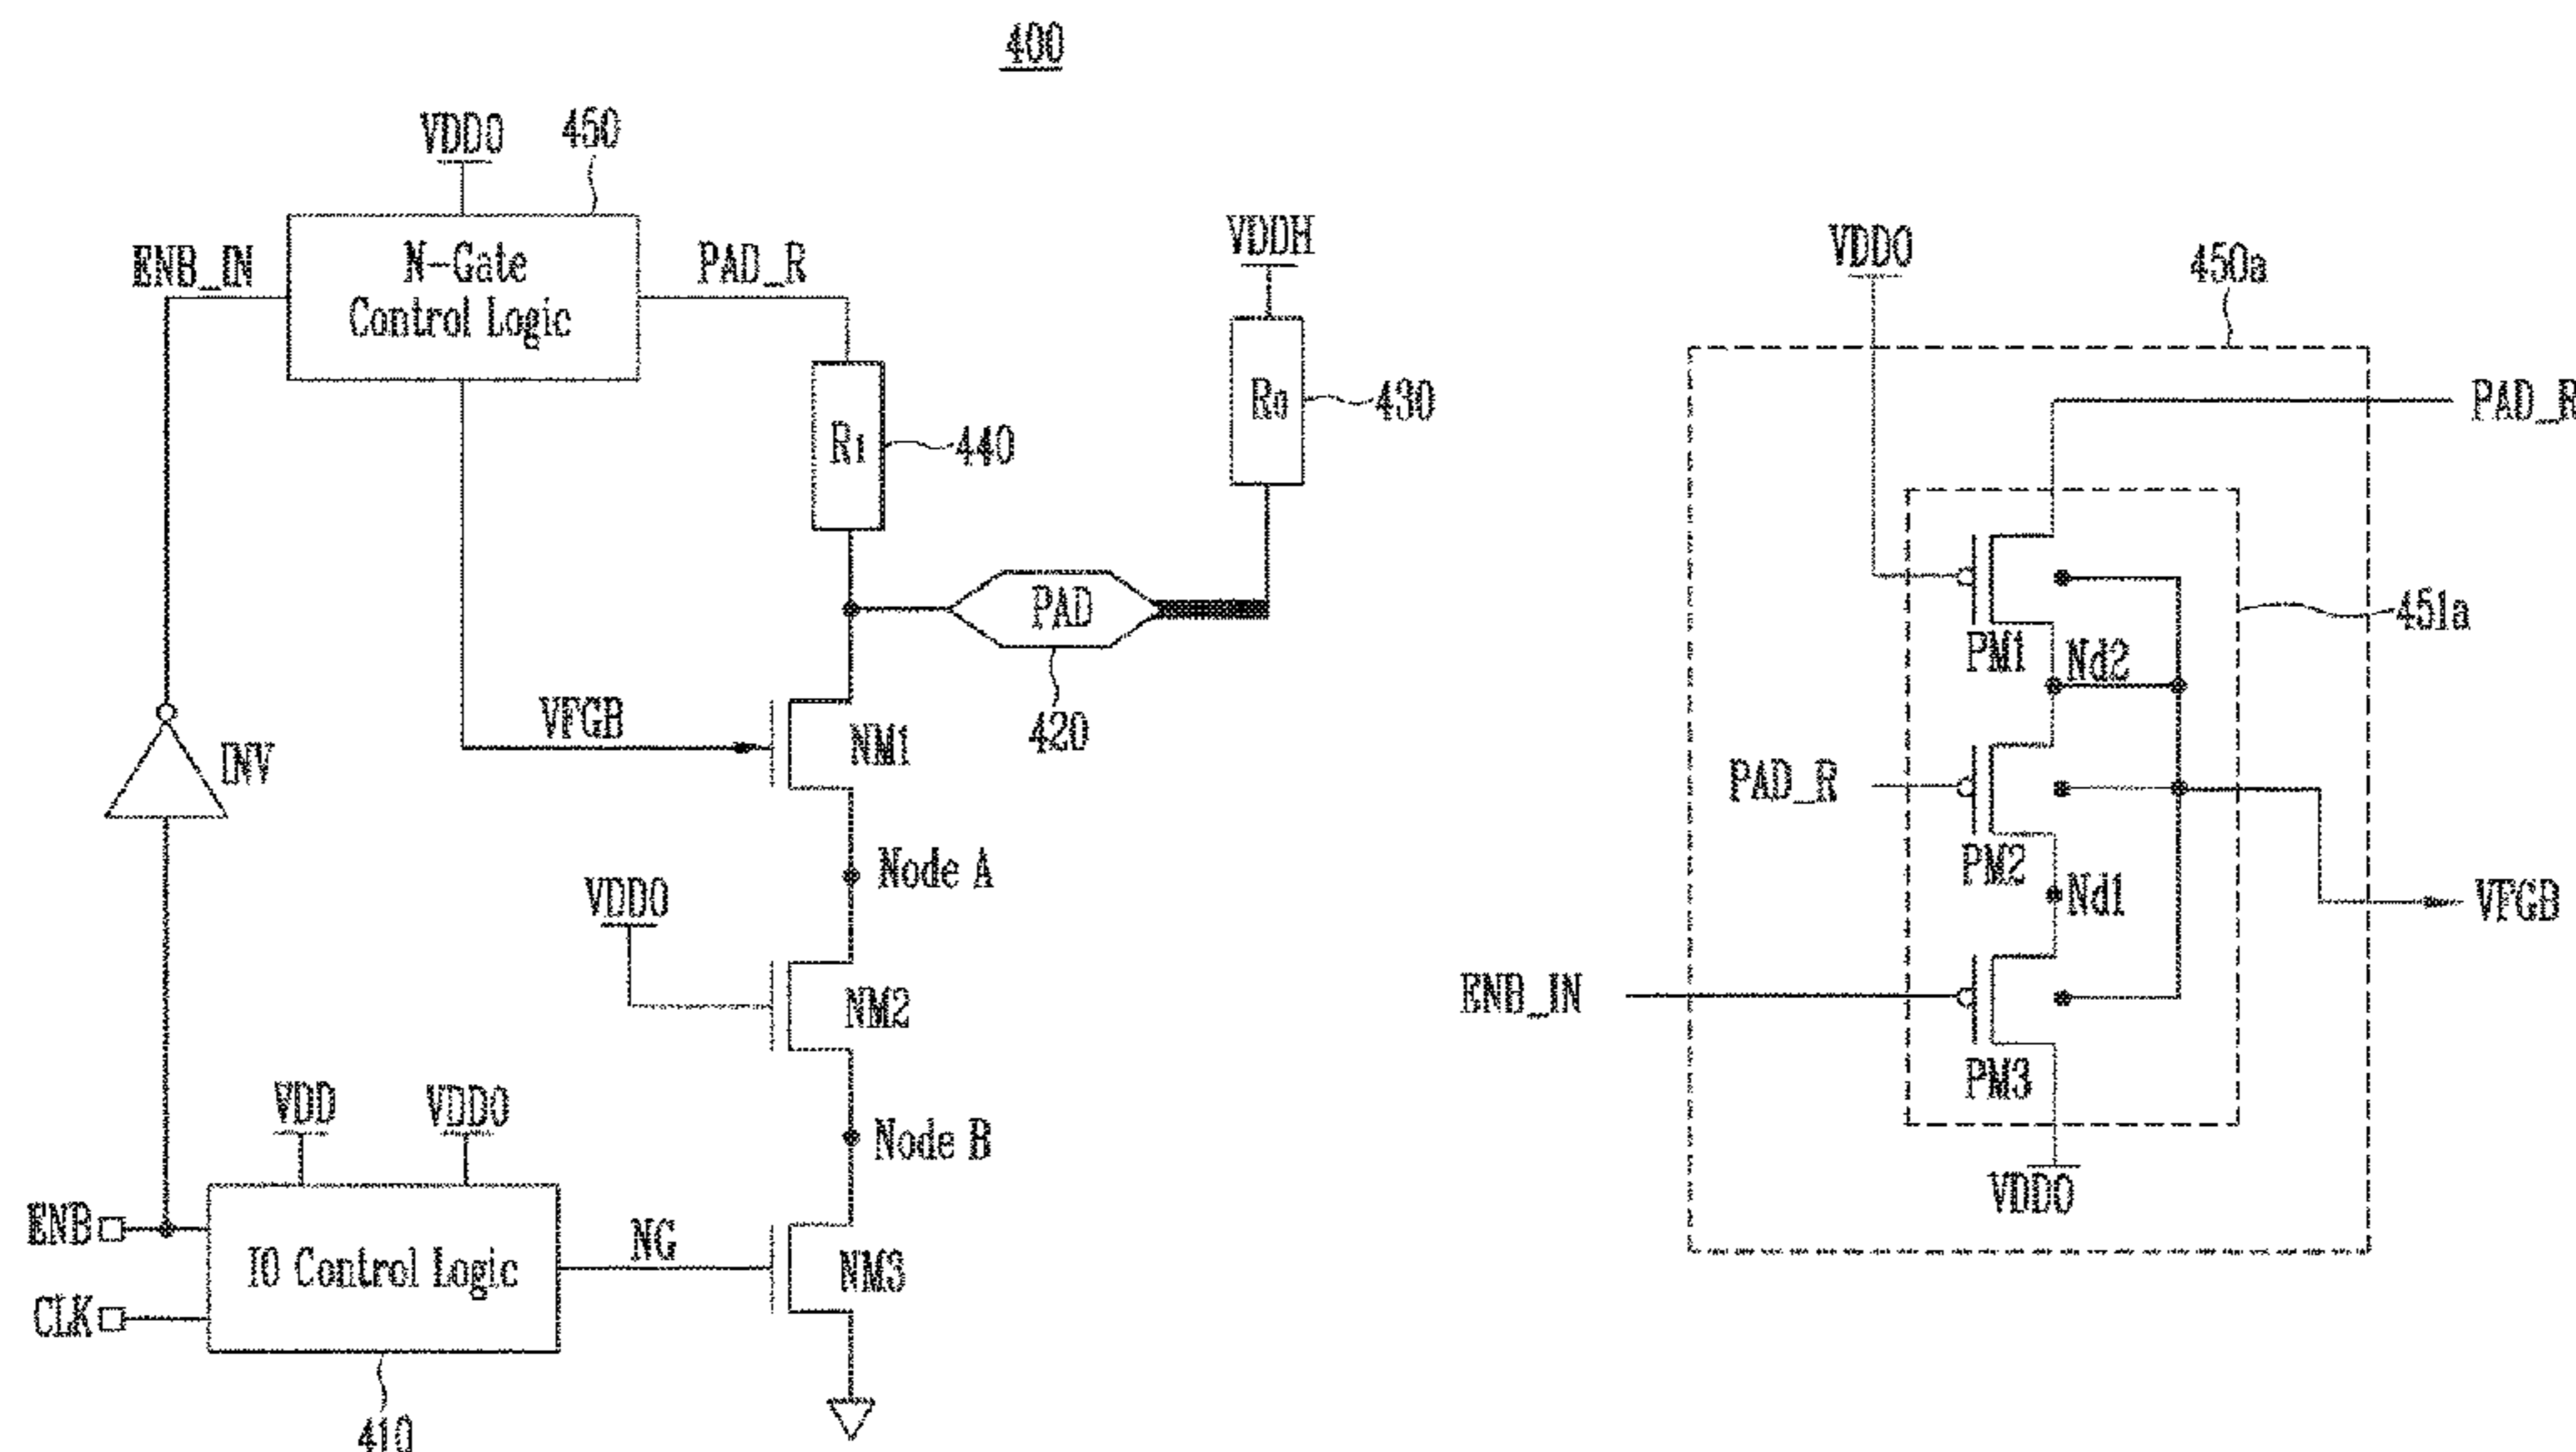 400
VDDO
450
ENB_IN
N-Gate
Control Logic
PAD_R
VDDH
R1
440
R0
430
PAD
420
INV
VFGB
NM1
Node A
VDDO
NM2
Node B
VDD
VDDO
ENB
IO Control Logic
NG
NM3
CLK
410
VDDO
450a
PAD_R
451a
PM1
Nd2
PAD_R
PM2
Nd1
VFGB
ENB_IN
PM3
VDDO